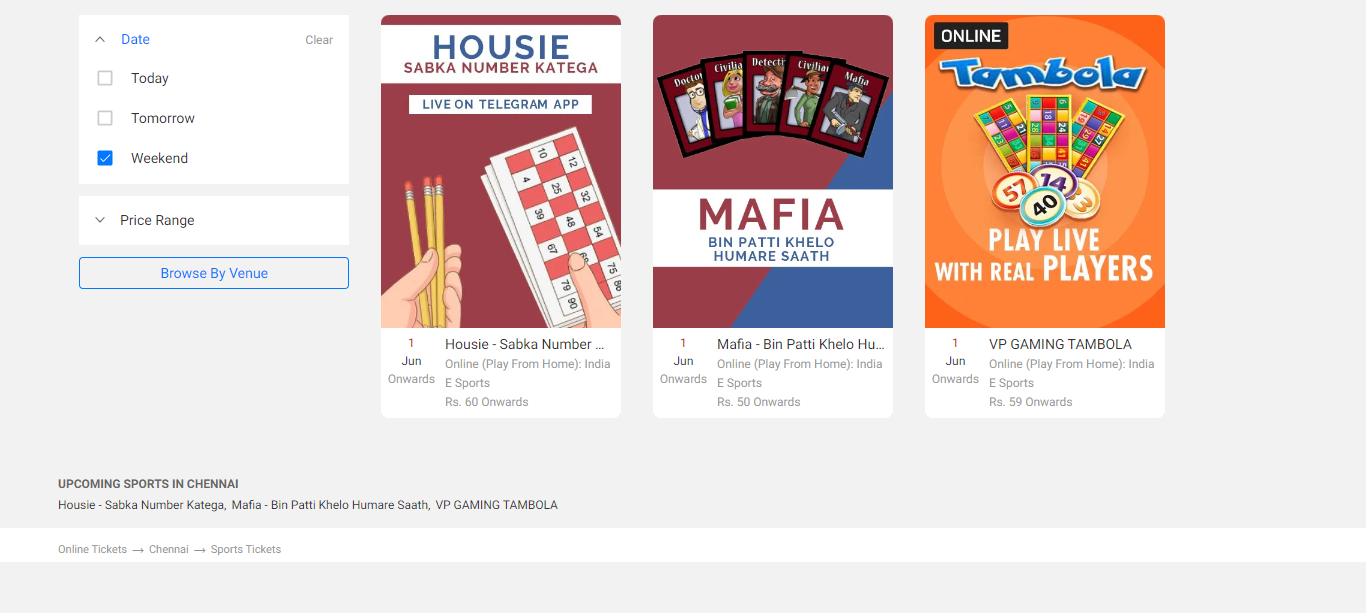 Date
Clear
Today
Tomorrow
Weekend
Price Range
Browse By Venue
HOUSIE
SABKA NUMBER KATEGA
LIVE ON TELEGRAM APP
10
12
4
25
32
39
48
54
67
75
79
86
90
1
Jun
Onwards
Housie - Sabka Number ...
Online (Play From Home): India
E Sports
Rs. 60 Onwards
Doctor
Civilia
Detecti
Civilian
Mafia
MAFIA
BIN PATTI KHELO
HUMARE SAATH
1
Jun
Onwards
Mafia - Bin Patti Khelo Hu...
Online (Play From Home): India
E Sports
Rs. 50 Onwards
ONLINE
Tambola
57
14
40
PLAY LIVE
WITH REAL PLAYERS
1
Jun
Onwards
VP GAMING TAMBOLA
Online (Play From Home): India
E Sports
Rs. 59 Onwards
UPCOMING SPORTS IN CHENNAI
Housie - Sabka Number Katega, Mafia - Bin Patti Khelo Humare Saath, VP GAMING TAMBOLA
Online Tickets → Chennai → Sports Tickets